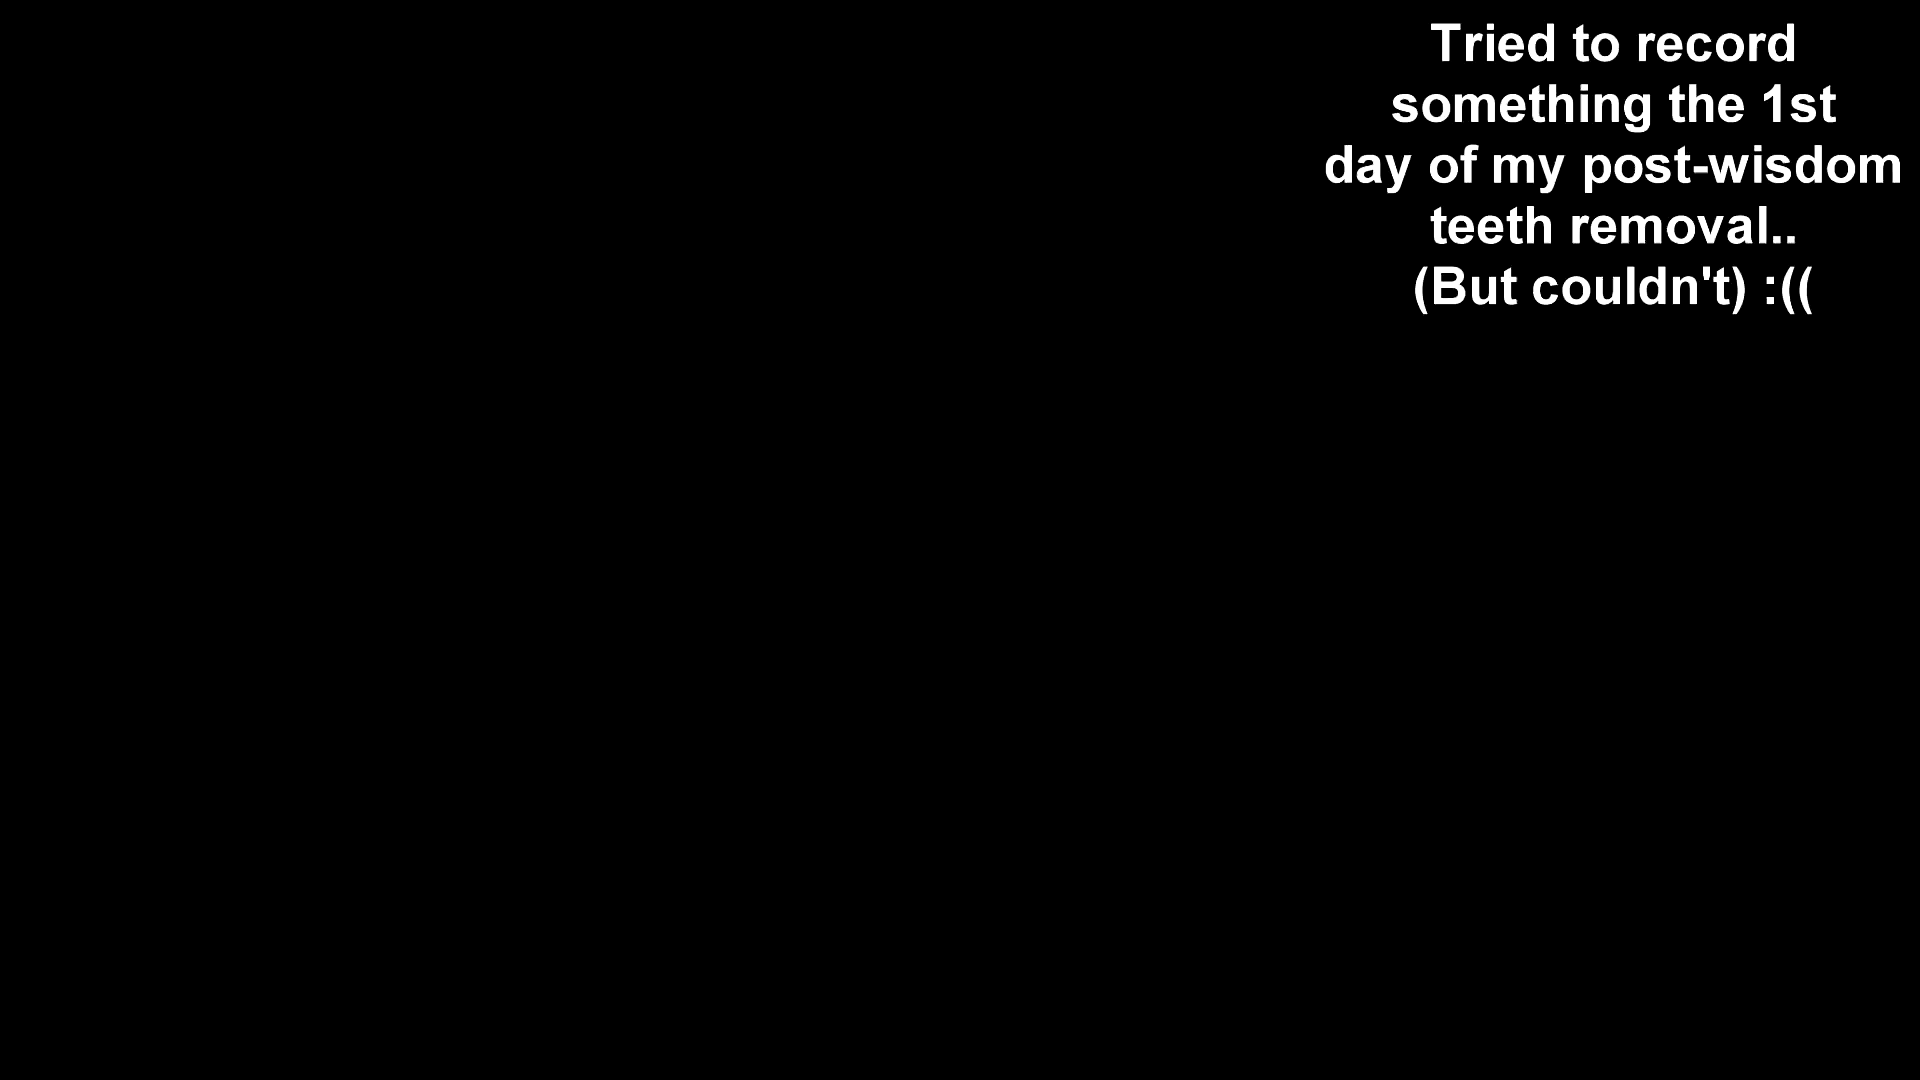 Tried to record
something the 1st
day of my post-wisdom
teeth removal..
(But couldn't) :((